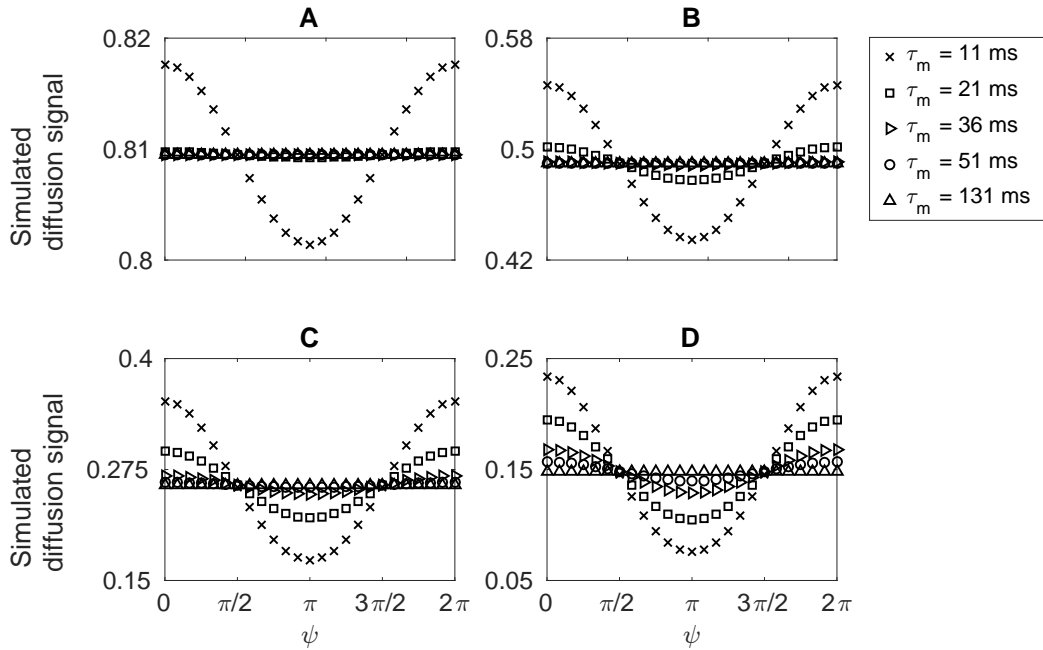 A
B
0.82
0.81
0.8
Simulated
diffusion signal
0.58
0.5
0.42
τm = 11 ms
τm = 21 ms
τm = 36 ms
τm = 51 ms
τm = 131 ms
C
D
0.4
0.275
0.15
Simulated
diffusion signal
0.25
0.15
0.05
0 π/2 π 3π/2 2π
0 π/2 π 3π/2 2π
ψ
ψ